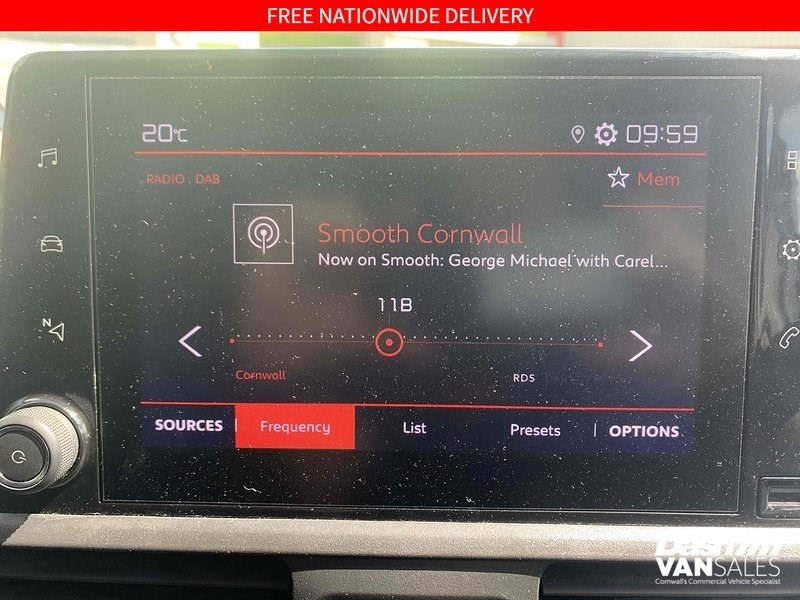 FREE NATIONWIDE DELIVERY
20°C 09:59
RADIO . DAB
Mem
Smooth Cornwall
Now on Smooth: George Michael with Carel...
11B
Cornwall
RDS
SOURCES | Frequency List Presets | OPTIONS
N
VANSALES
Cornwall's Commercial Vehicle Specialist